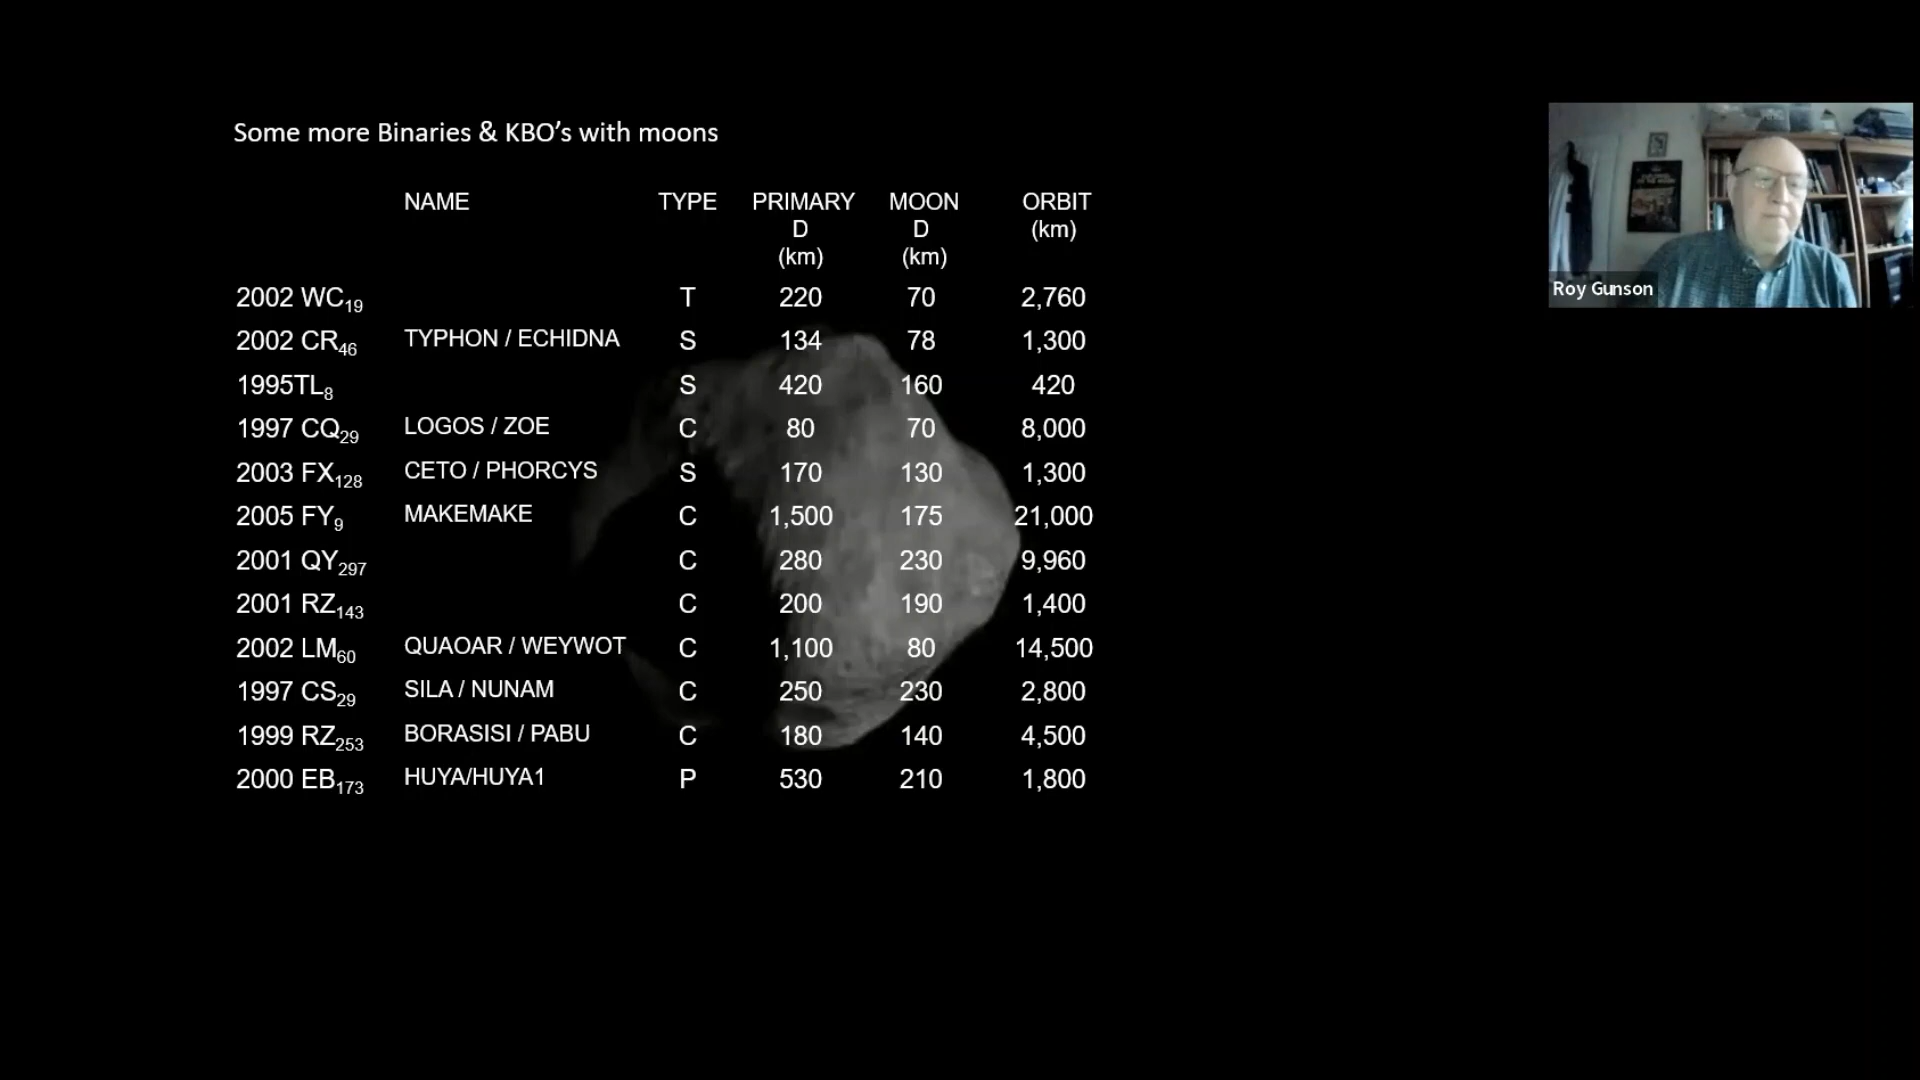 Some more Binaries & KBO’s with moons
NAME TYPE PRIMARY D (km) MOON D (km) ORBIT (km)
2002 WC19 T 220 70 2,760
2002 CR46 TYPHON / ECHIDNA S 134 78 1,300
1995TL8 S 420 160 420
1997 CQ29 LOGOS / ZOE C 80 70 8,000
2003 FX128 CETO / PHORCYS S 170 130 1,300
2005 FY9 MAKEMAKE C 1,500 175 21,000
2001 QY297 C 280 230 9,960
2001 RZ143 C 200 190 1,400
2002 LM60 QUAOAR / WEYWOT C 1,100 80 14,500
1997 CS29 SILA / NUNAM C 250 230 2,800
1999 RZ253 BORASISI / PABU C 180 140 4,500
2000 EB173 HUYA/HUYA1 P 530 210 1,800
Roy Gunson